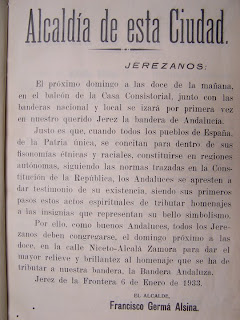 Alcaldía de esta Ciudad.
JEREZANOS:
El próximo domingo a las doce de la mañana,
en el balcón de la Casa Consistorial, junto con las
banderas nacional y local se izará por primera vez
en nuestro querido Jerez la bandera de Andalucía.
Justo es que, cuando todos los pueblos de España,
de la Patria única, se concitan para dentro de sus
fisonomías étnicas y raciales, constituirse en regiones
autónomas, siguiendo las normas trazadas en la Cons-
titución de la República, los Andaluces se apresten a
dar testimonio de su existencia, siendo sus primeros
pasos estos actos espirituales de tributar homenajes
a las insignias que representan su bello simbolismo.
Por ello, como buenos Andaluces, todos los Jere-
zanos deben congregarse, el domingo próximo a las
doce, en la calle Niceto-Alcalá Zamora para dar el
mayor relieve y brillantez al homenaje que se ha de
tributar a nuestra bandera, la Bandera Andaluza.
Jerez de la Frontera 6 de Enero de 1933.
EL ALCALDE,
Francisco Germá Alsina.